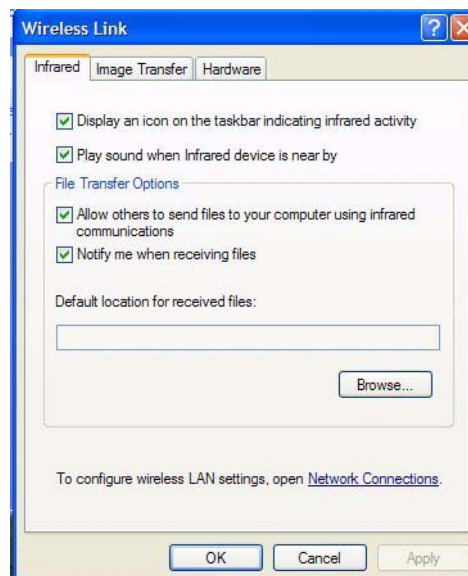 Wireless Link
Infrared Image Transfer Hardware
Display an icon on the taskbar indicating infrared activity
Play sound when Infrared device is near by
File Transfer Options
Allow others to send files to your computer using infrared
communications
Notify me when receiving files
Default location for received files:
Browse...
To configure wireless LAN settings, open Network Connections.
OK Cancel Apply